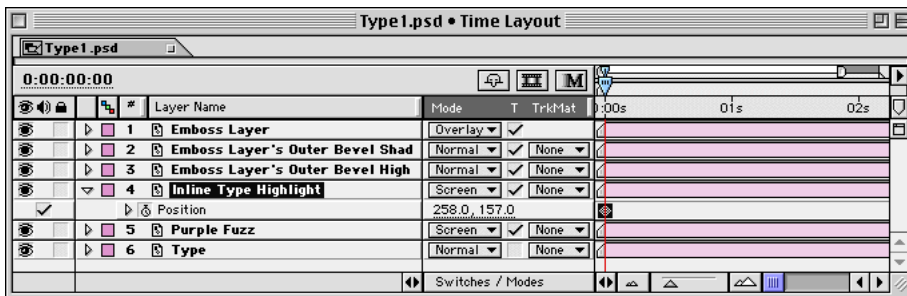 Type1.psd • Time Layout
Type1.psd
0:00:00:00
M
# Layer Name Mode T TrkMat 0:00s 01s 02s
1 Emboss Layer Overlay
2 Emboss Layer's Outer Bevel Shad Normal None
3 Emboss Layer's Outer Bevel High Normal None
4 Inline Type Highlight Screen None
Position 258.0, 157.0
5 Purple Fuzz Screen None
6 Type Normal None
Switches / Modes